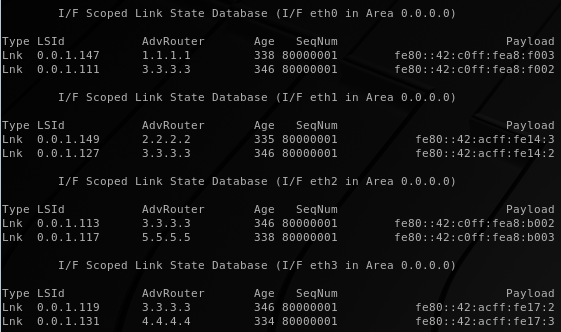 I/F Scoped Link State Database (I/F eth0 in Area 0.0.0.0)
Type LSId AdvRouter Age SeqNum Payload
Lnk 0.0.1.147 1.1.1.1 338 80000001 fe80::42:c0ff:fea8:f003
Lnk 0.0.1.111 3.3.3.3 346 80000001 fe80::42:c0ff:fea8:f002
I/F Scoped Link State Database (I/F eth1 in Area 0.0.0.0)
Type LSId AdvRouter Age SeqNum Payload
Lnk 0.0.1.149 2.2.2.2 335 80000001 fe80::42:acff:fe14:3
Lnk 0.0.1.127 3.3.3.3 346 80000001 fe80::42:acff:fe14:2
I/F Scoped Link State Database (I/F eth2 in Area 0.0.0.0)
Type LSId AdvRouter Age SeqNum Payload
Lnk 0.0.1.113 3.3.3.3 346 80000001 fe80::42:c0ff:fea8:b002
Lnk 0.0.1.117 5.5.5.5 338 80000001 fe80::42:c0ff:fea8:b003
I/F Scoped Link State Database (I/F eth3 in Area 0.0.0.0)
Type LSId AdvRouter Age SeqNum Payload
Lnk 0.0.1.119 3.3.3.3 346 80000001 fe80::42:acff:fe17:2
Lnk 0.0.1.131 4.4.4.4 334 80000001 fe80::42:acff:fe17:3